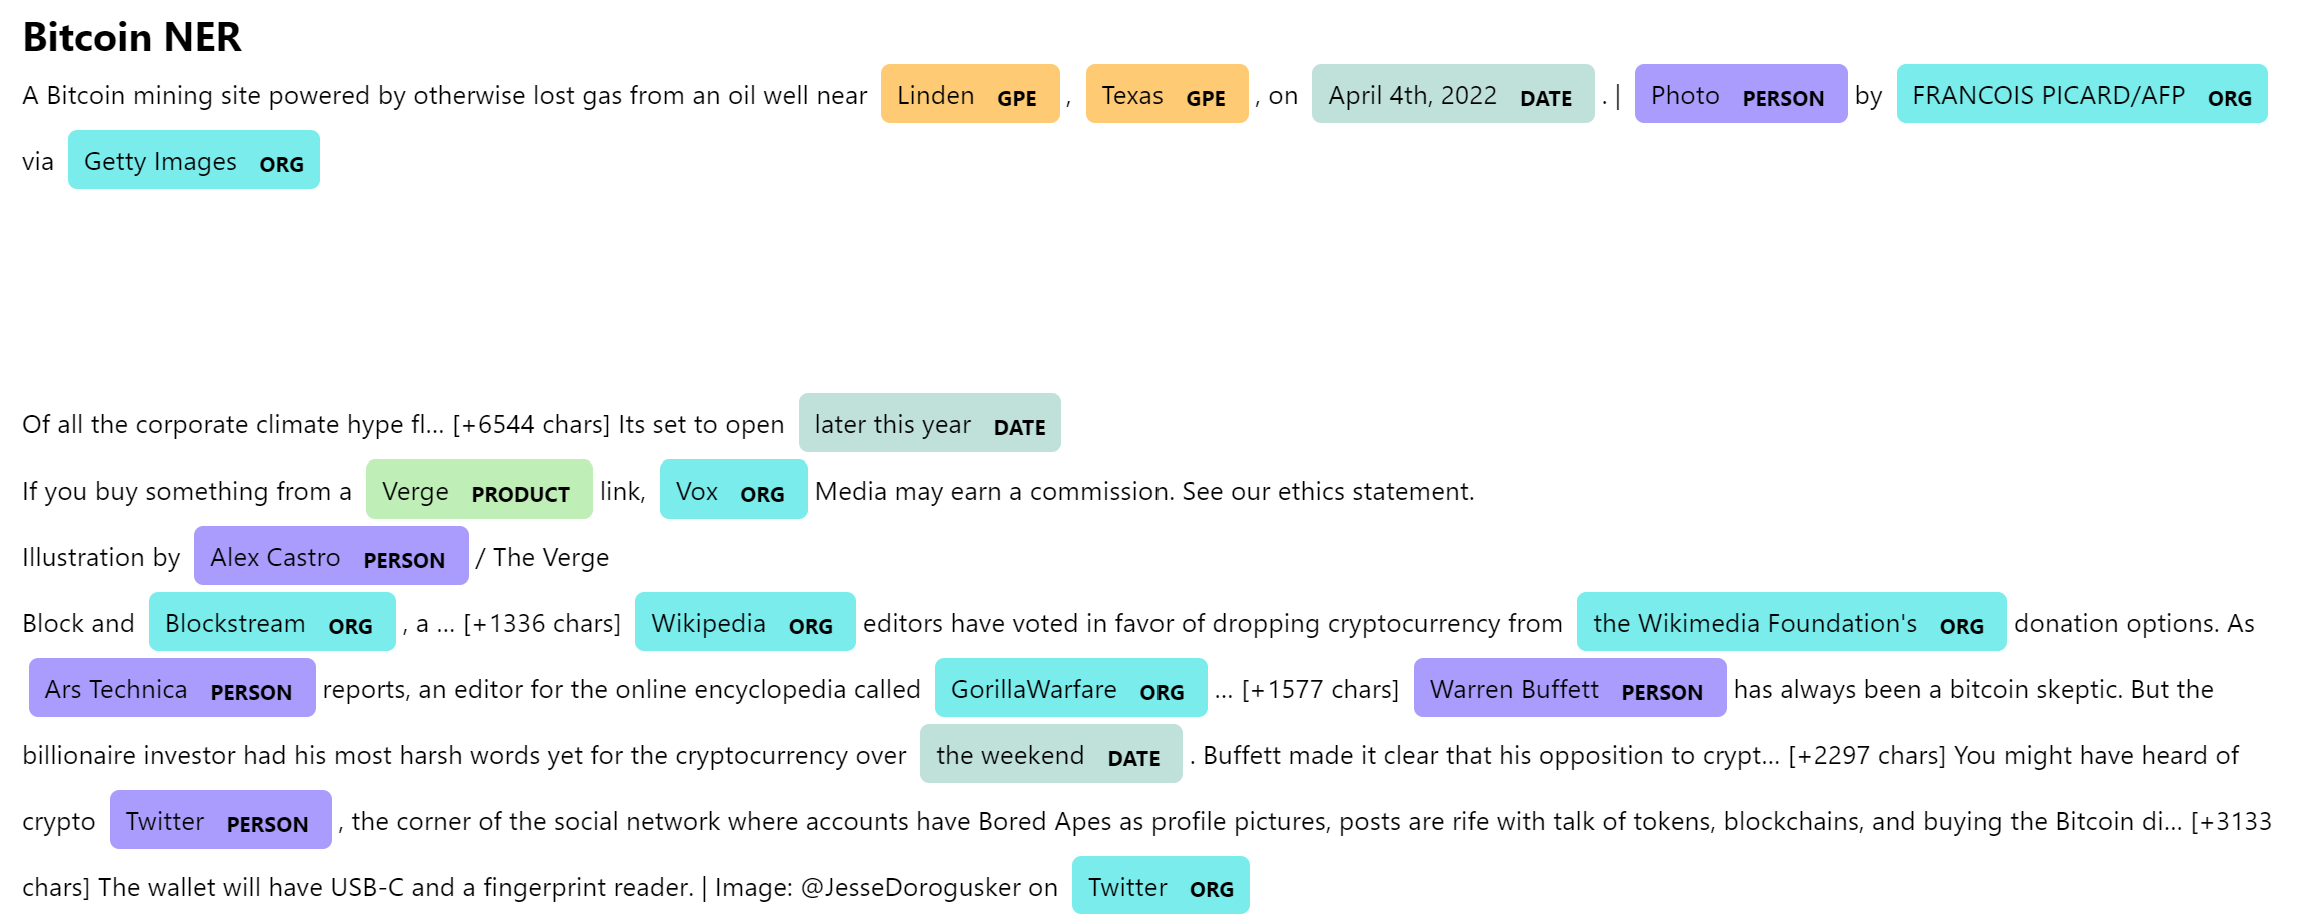 Bitcoin NER
A Bitcoin mining site powered by otherwise lost gas from an oil well near Linden GPE , Texas GPE , on April 4th, 2022 DATE . | Photo PERSON by FRANCOIS PICARD/AFP ORG
via Getty Images ORG
Of all the corporate climate hype fl… [+6544 chars] Its set to open later this year DATE
If you buy something from a Verge PRODUCT link, Vox ORG Media may earn a commission. See our ethics statement.
Illustration by Alex Castro PERSON / The Verge
Block and Blockstream ORG , a … [+1336 chars] Wikipedia ORG editors have voted in favor of dropping cryptocurrency from the Wikimedia Foundation's ORG donation options. As
Ars Technica PERSON reports, an editor for the online encyclopedia called GorillaWarfare ORG … [+1577 chars] Warren Buffett PERSON has always been a bitcoin skeptic. But the
billionaire investor had his most harsh words yet for the cryptocurrency over the weekend DATE . Buffett made it clear that his opposition to crypt… [+2297 chars] You might have heard of
crypto Twitter PERSON , the corner of the social network where accounts have Bored Apes as profile pictures, posts are rife with talk of tokens, blockchains, and buying the Bitcoin di… [+3133
chars] The wallet will have USB-C and a fingerprint reader. | Image: @JesseDorogusker on Twitter ORG